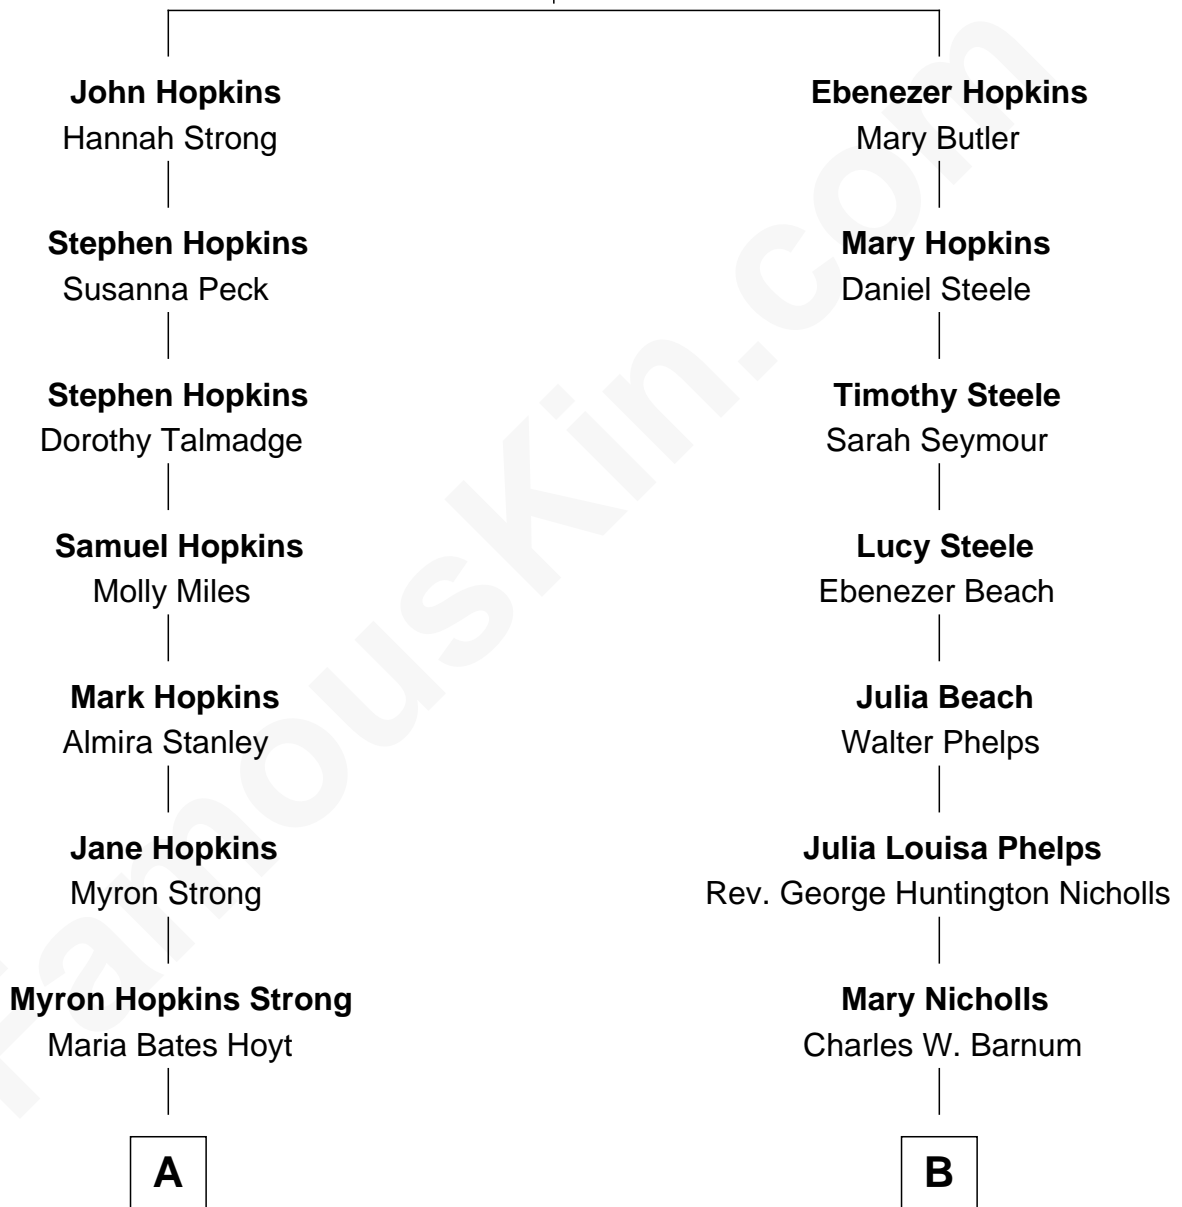 John Hopkins
Hannah Strong
Stephen Hopkins
Susanna Peck
Stephen Hopkins
Dorothy Talmadge
Samuel Hopkins
Molly Miles
Mark Hopkins
Almira Stanley
Jane Hopkins
Myron Strong
Myron Hopkins Strong
Maria Bates Hoyt
A
Ebenezer Hopkins
Mary Butler
Mary Hopkins
Daniel Steele
Timothy Steele
Sarah Seymour
Lucy Steele
Ebenezer Beach
Julia Beach
Walter Phelps
Julia Louisa Phelps
Rev. George Huntington Nicholls
Mary Nicholls
Charles W. Barnum
B
FamousKin.com